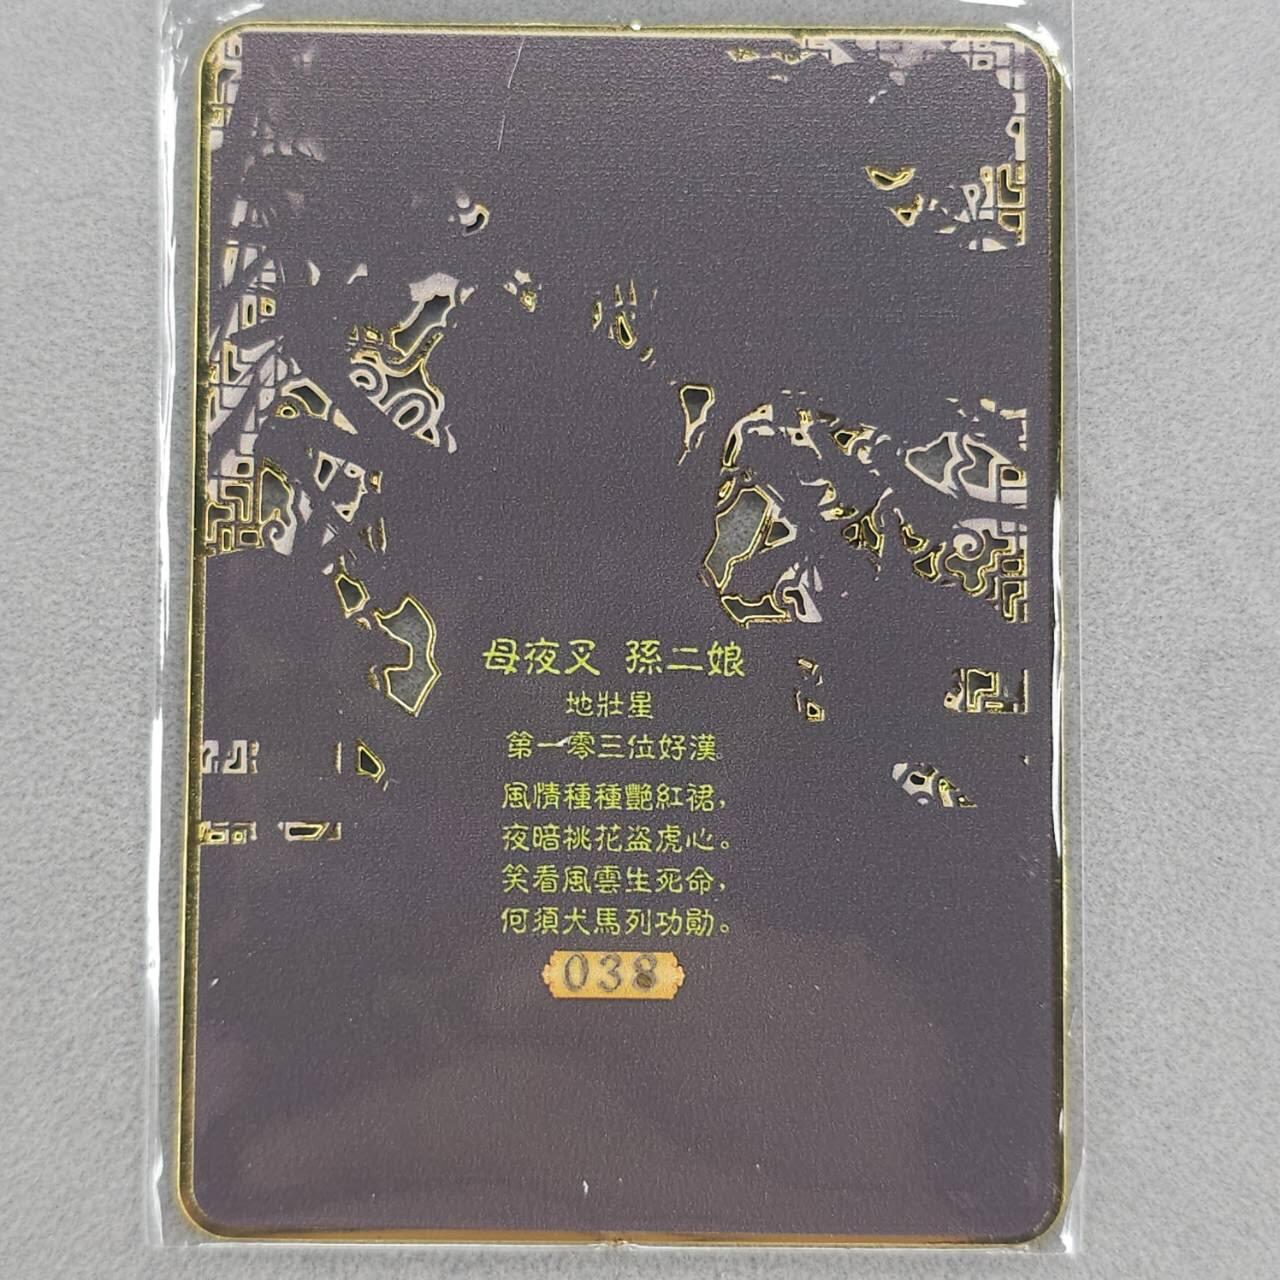 母夜叉 孫二娘
地壯星
第一零三位好漢
風情種種艷紅裙，
夜暗挑花盜虎心。
笑看風雲生死命，
何須犬馬列功勛。
038